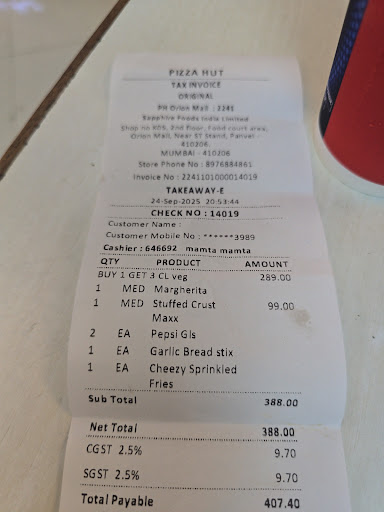 PIZZA HUT
TAX INVOICE
ORIGINAL
PH Orion Mall : 2241
Sapphire Foods India Limited
Shop no K05, 2nd floor, Food court area,
Orion Mall, Near ST Stand, Panvel -
410206.
MUMBAI - 410206
Store Phone No : 8976884861
Invoice No : 2241101000014019
TAKEAWAY-E
24-Sep-2025 20:53:44
CHECK NO : 14019
Customer Name :
Customer Mobile No : ******3989
Cashier : 646692 mamta mamta
QTY PRODUCT AMOUNT
BUY 1 GET 3 CL veg 289.00
1 MED Margherita
1 MED Stuffed Crust 99.00
Maxx
2 EA Pepsi Gls
1 EA Garlic Bread stix
1 EA Cheezy Sprinkled
Fries
Sub Total 388.00
Net Total 388.00
CGST 2.5% 9.70
SGST 2.5% 9.70
Total Payable 407.40